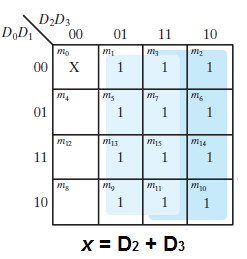 D₂D₃
D₀D₁ 00 01 11 10
m₀ m₁ m₃ m₂
00 X 1 1 1
m₄ m₅ m₇ m₆
01 1 1 1
m₁₂ m₁₃ m₁₅ m₁₄
11 1 1 1
m₈ m₉ m₁₁ m₁₀
10 1 1 1
x = D₂ + D₃